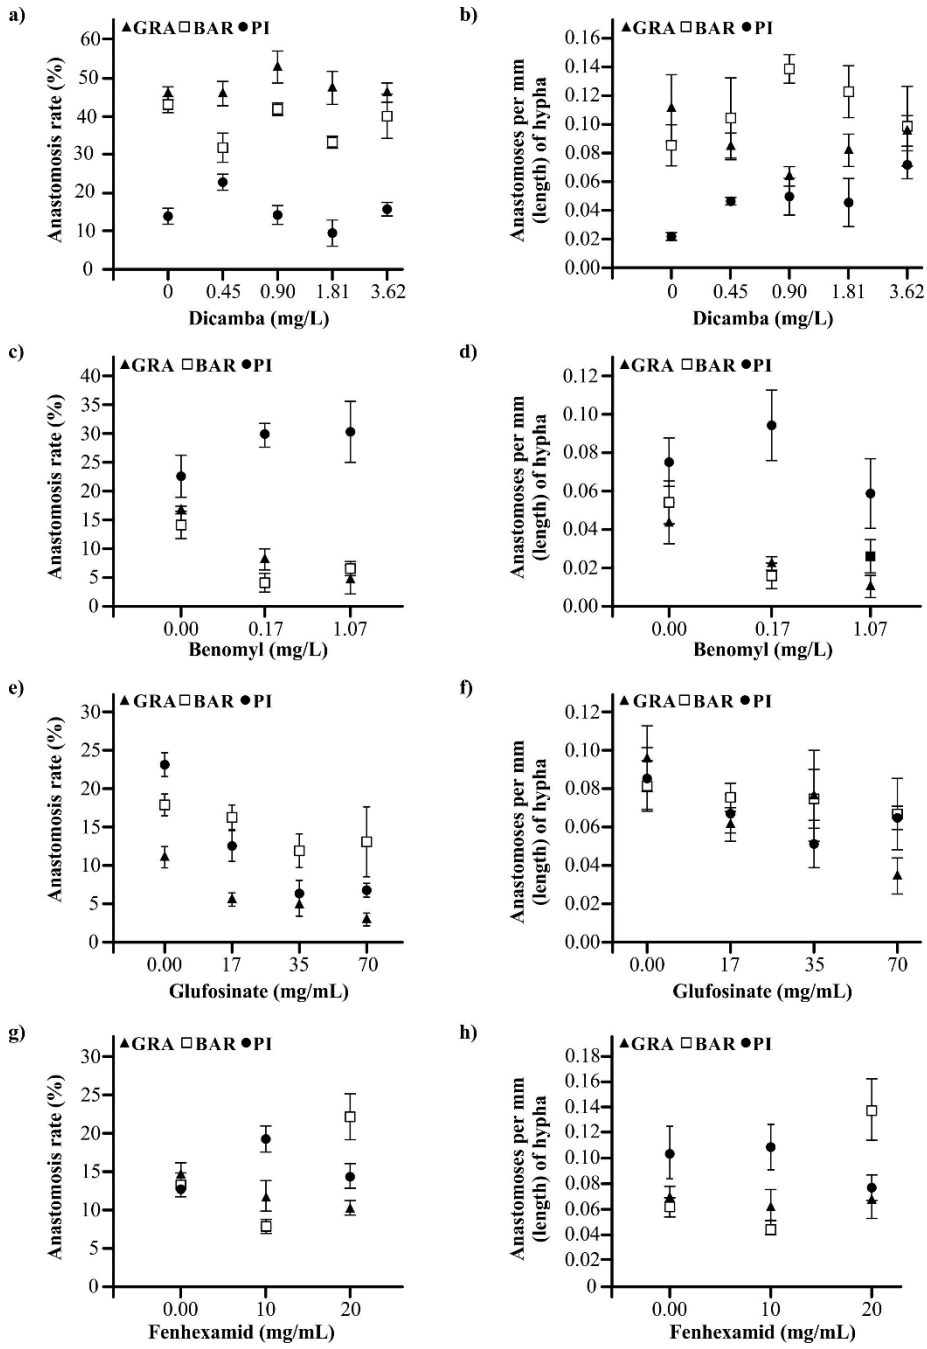 a)
▲GRA □BAR ●PI
Anastomosis rate (%)
60
50
40
30
20
10
0
0 0.45 0.90 1.81 3.62
Dicamba (mg/L)
b)
▲GRA □BAR ●PI
Anastomoses per mm
(length) of hypha
0.16
0.14
0.12
0.10
0.08
0.06
0.04
0.02
0.00
0 0.45 0.90 1.81 3.62
Dicamba (mg/L)
c)
▲GRA □BAR ●PI
Anastomosis rate (%)
40
35
30
25
20
15
10
5
0
0.00 0.17 1.07
Benomyl (mg/L)
d)
▲GRA □BAR ●PI
Anastomoses per mm
(length) of hypha
0.12
0.10
0.08
0.06
0.04
0.02
0.00
0.00 0.17 1.07
Benomyl (mg/L)
e)
▲GRA □BAR ●PI
Anastomosis rate (%)
30
25
20
15
10
5
0
0.00 17 35 70
Glufosinate (mg/mL)
f)
▲GRA □BAR ●PI
Anastomoses per mm
(length) of hypha
0.12
0.10
0.08
0.06
0.04
0.02
0.00
0.00 17 35 70
Glufosinate (mg/mL)
g)
▲GRA □BAR ●PI
Anastomosis rate (%)
30
25
20
15
10
5
0
0.00 10 20
Fenhexamid (mg/mL)
h)
▲GRA □BAR ●PI
Anastomoses per mm
(length) of hypha
0.18
0.16
0.14
0.12
0.10
0.08
0.06
0.04
0.02
0
0.00 10 20
Fenhexamid (mg/mL)